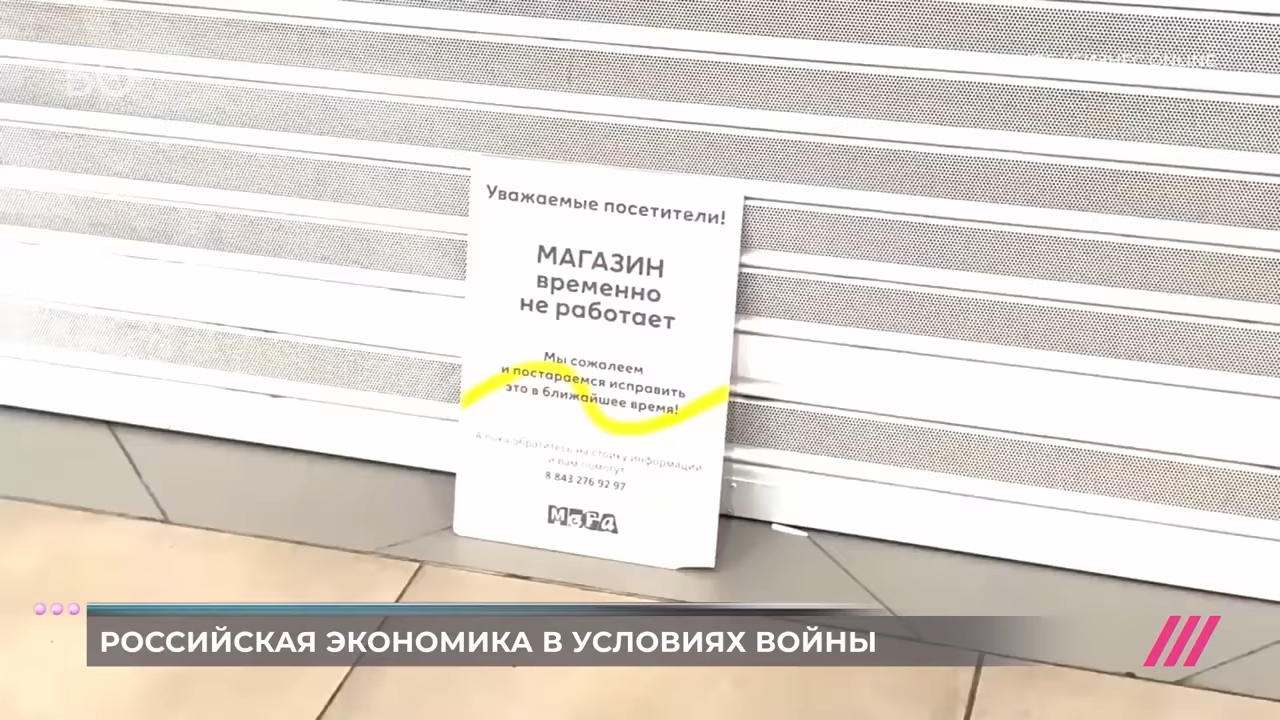 Уважаемые посетители!
МАГАЗИН
временно
не работает
Мы сожалеем
и постараемся исправить
это в ближайшее время!
А пока обратитесь на стойку информации
и вам помогут
8 843 276 92 97
МЕГА
РОССИЙСКАЯ ЭКОНОМИКА В УСЛОВИЯХ ВОЙНЫ